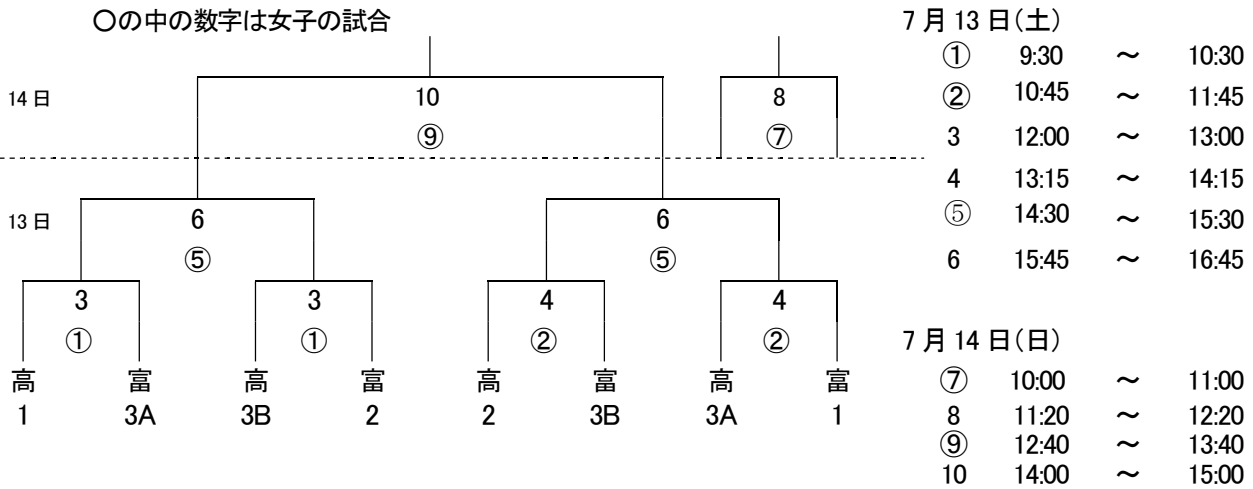 〇の中の数字は女子の試合
14日
10
8
⑨
⑦
13日
6
6
⑤
⑤
3
3
4
4
①
①
②
②
高 富 高 富 高 富 高 富
1 3A 3B 2 2 3B 3A 1
7月13日(土)
① 9:30 ～ 10:30
② 10:45 ～ 11:45
3 12:00 ～ 13:00
4 13:15 ～ 14:15
⑤ 14:30 ～ 15:30
6 15:45 ～ 16:45
7月14日(日)
⑦ 10:00 ～ 11:00
8 11:20 ～ 12:20
⑨ 12:40 ～ 13:40
10 14:00 ～ 15:00